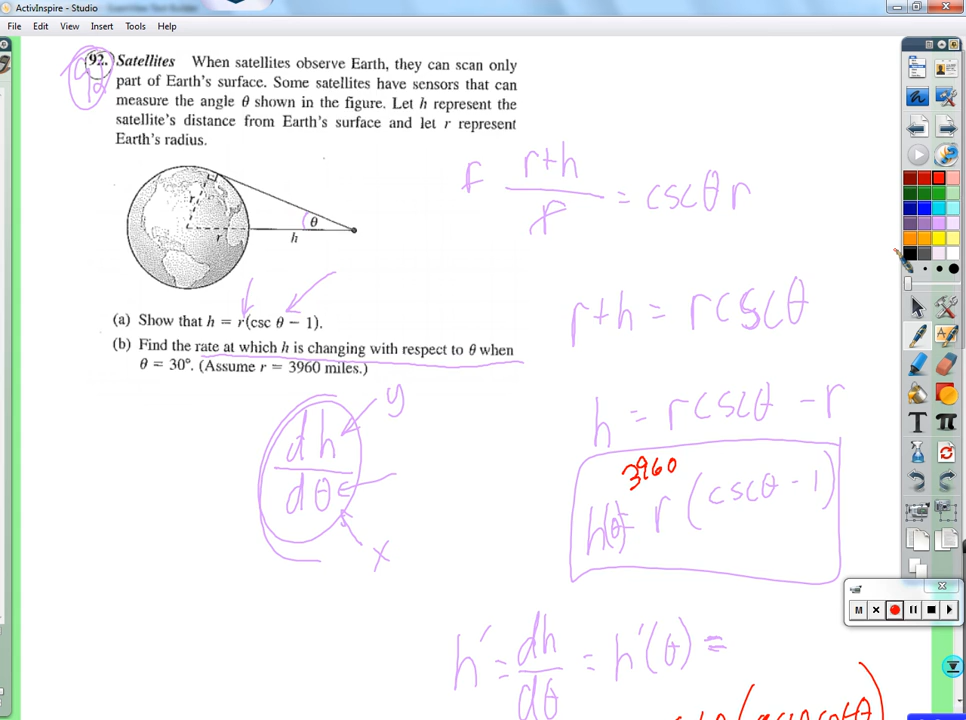 ActivInspire - Studio
File Edit View Insert Tools Help
92. Satellites When satellites observe Earth, they can scan only
part of Earth's surface. Some satellites have sensors that can
measure the angle θ shown in the figure. Let h represent the
satellite's distance from Earth's surface and let r represent
Earth's radius.
r
r
h
θ
(a) Show that h = r(csc θ − 1).
(b) Find the rate at which h is changing with respect to θ when
θ = 30°. (Assume r = 3960 miles.)
dh
dθ
y
x
r r+h
r = cscθ r
r+h = r cscθ
h = r cscθ - r
3960
h(θ) = r (cscθ - 1)
h' = dh
dθ = h'(θ) =
M